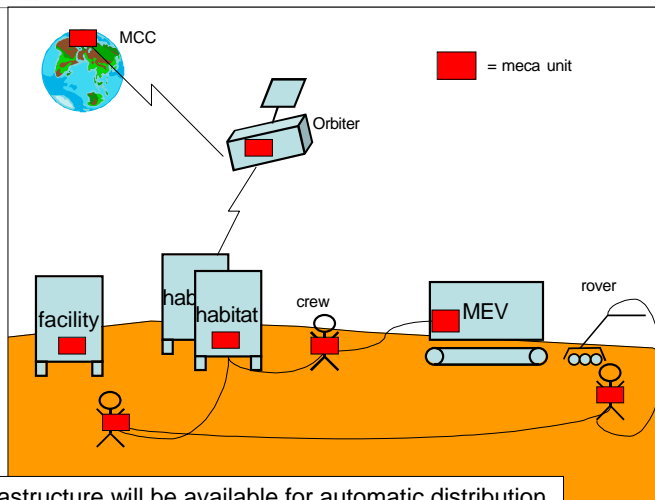 MCC
= meca unit
Orbiter
hab
habitat
crew
rover
facility
MEV
astructure will be available for automatic distribution